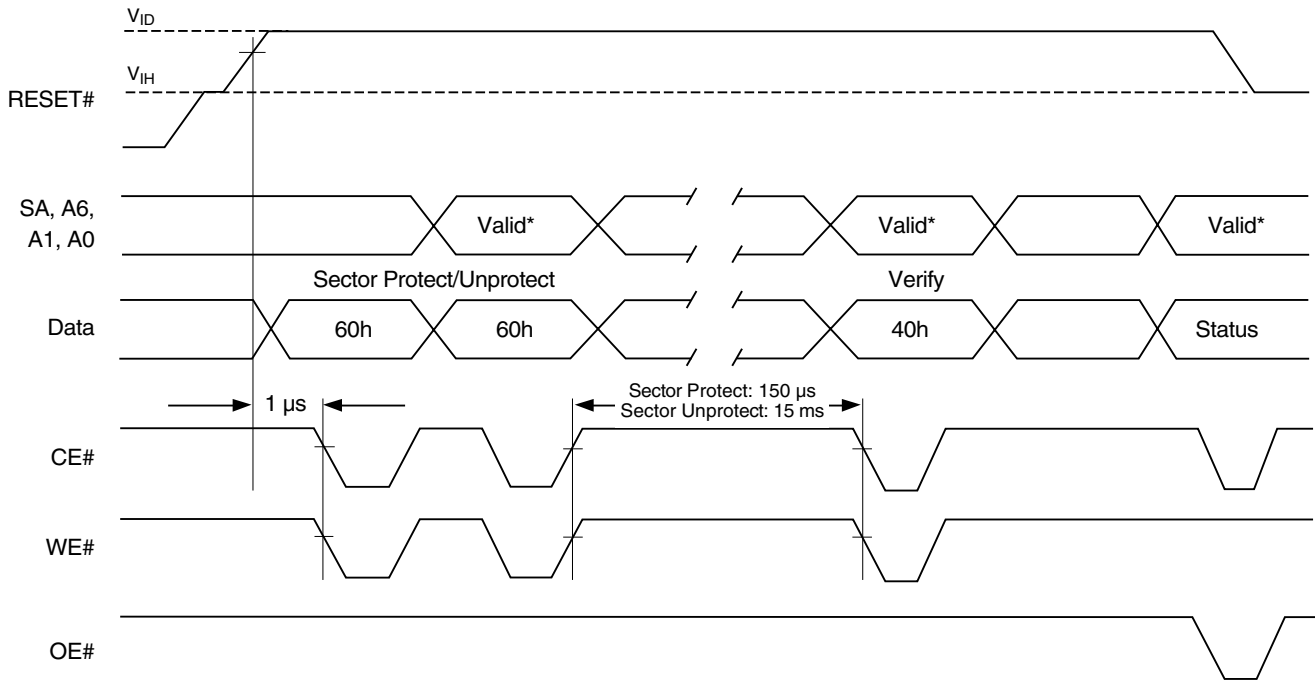 VID
VIH
RESET#
SA, A6,
A1, A0
Valid*
Valid*
Valid*
Sector Protect/Unprotect
Verify
Data
60h
60h
40h
Status
1 µs
Sector Protect: 150 µs
Sector Unprotect: 15 ms
CE#
WE#
OE#